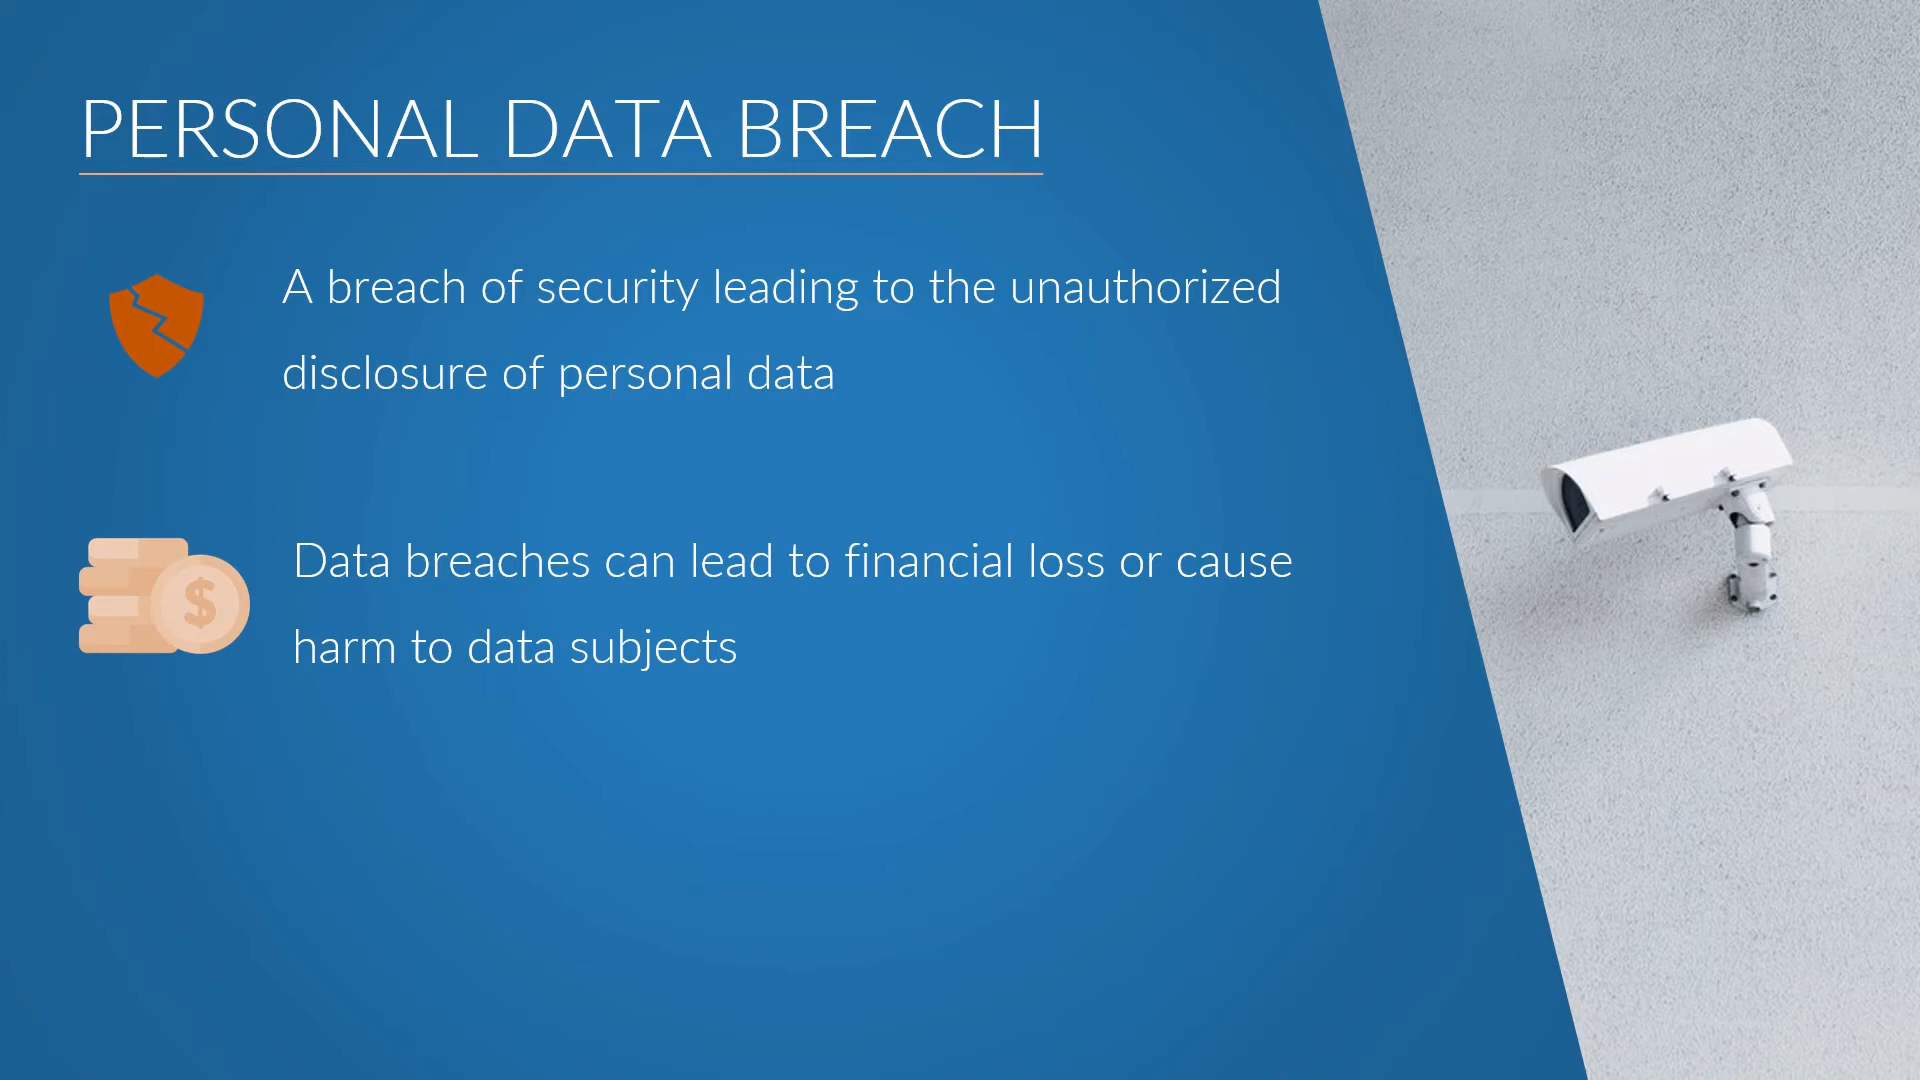 PERSONAL DATA BREACH
A breach of security leading to the unauthorized
disclosure of personal data
$
Data breaches can lead to financial loss or cause
harm to data subjects